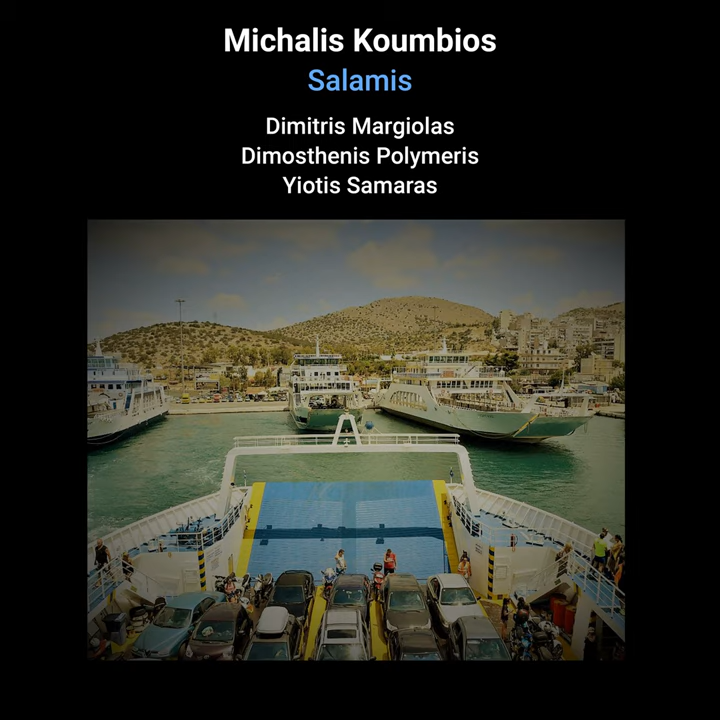 Michalis Koumbios
Salamis
Dimitris Margiolas
Dimosthenis Polymeris
Yiotis Samaras